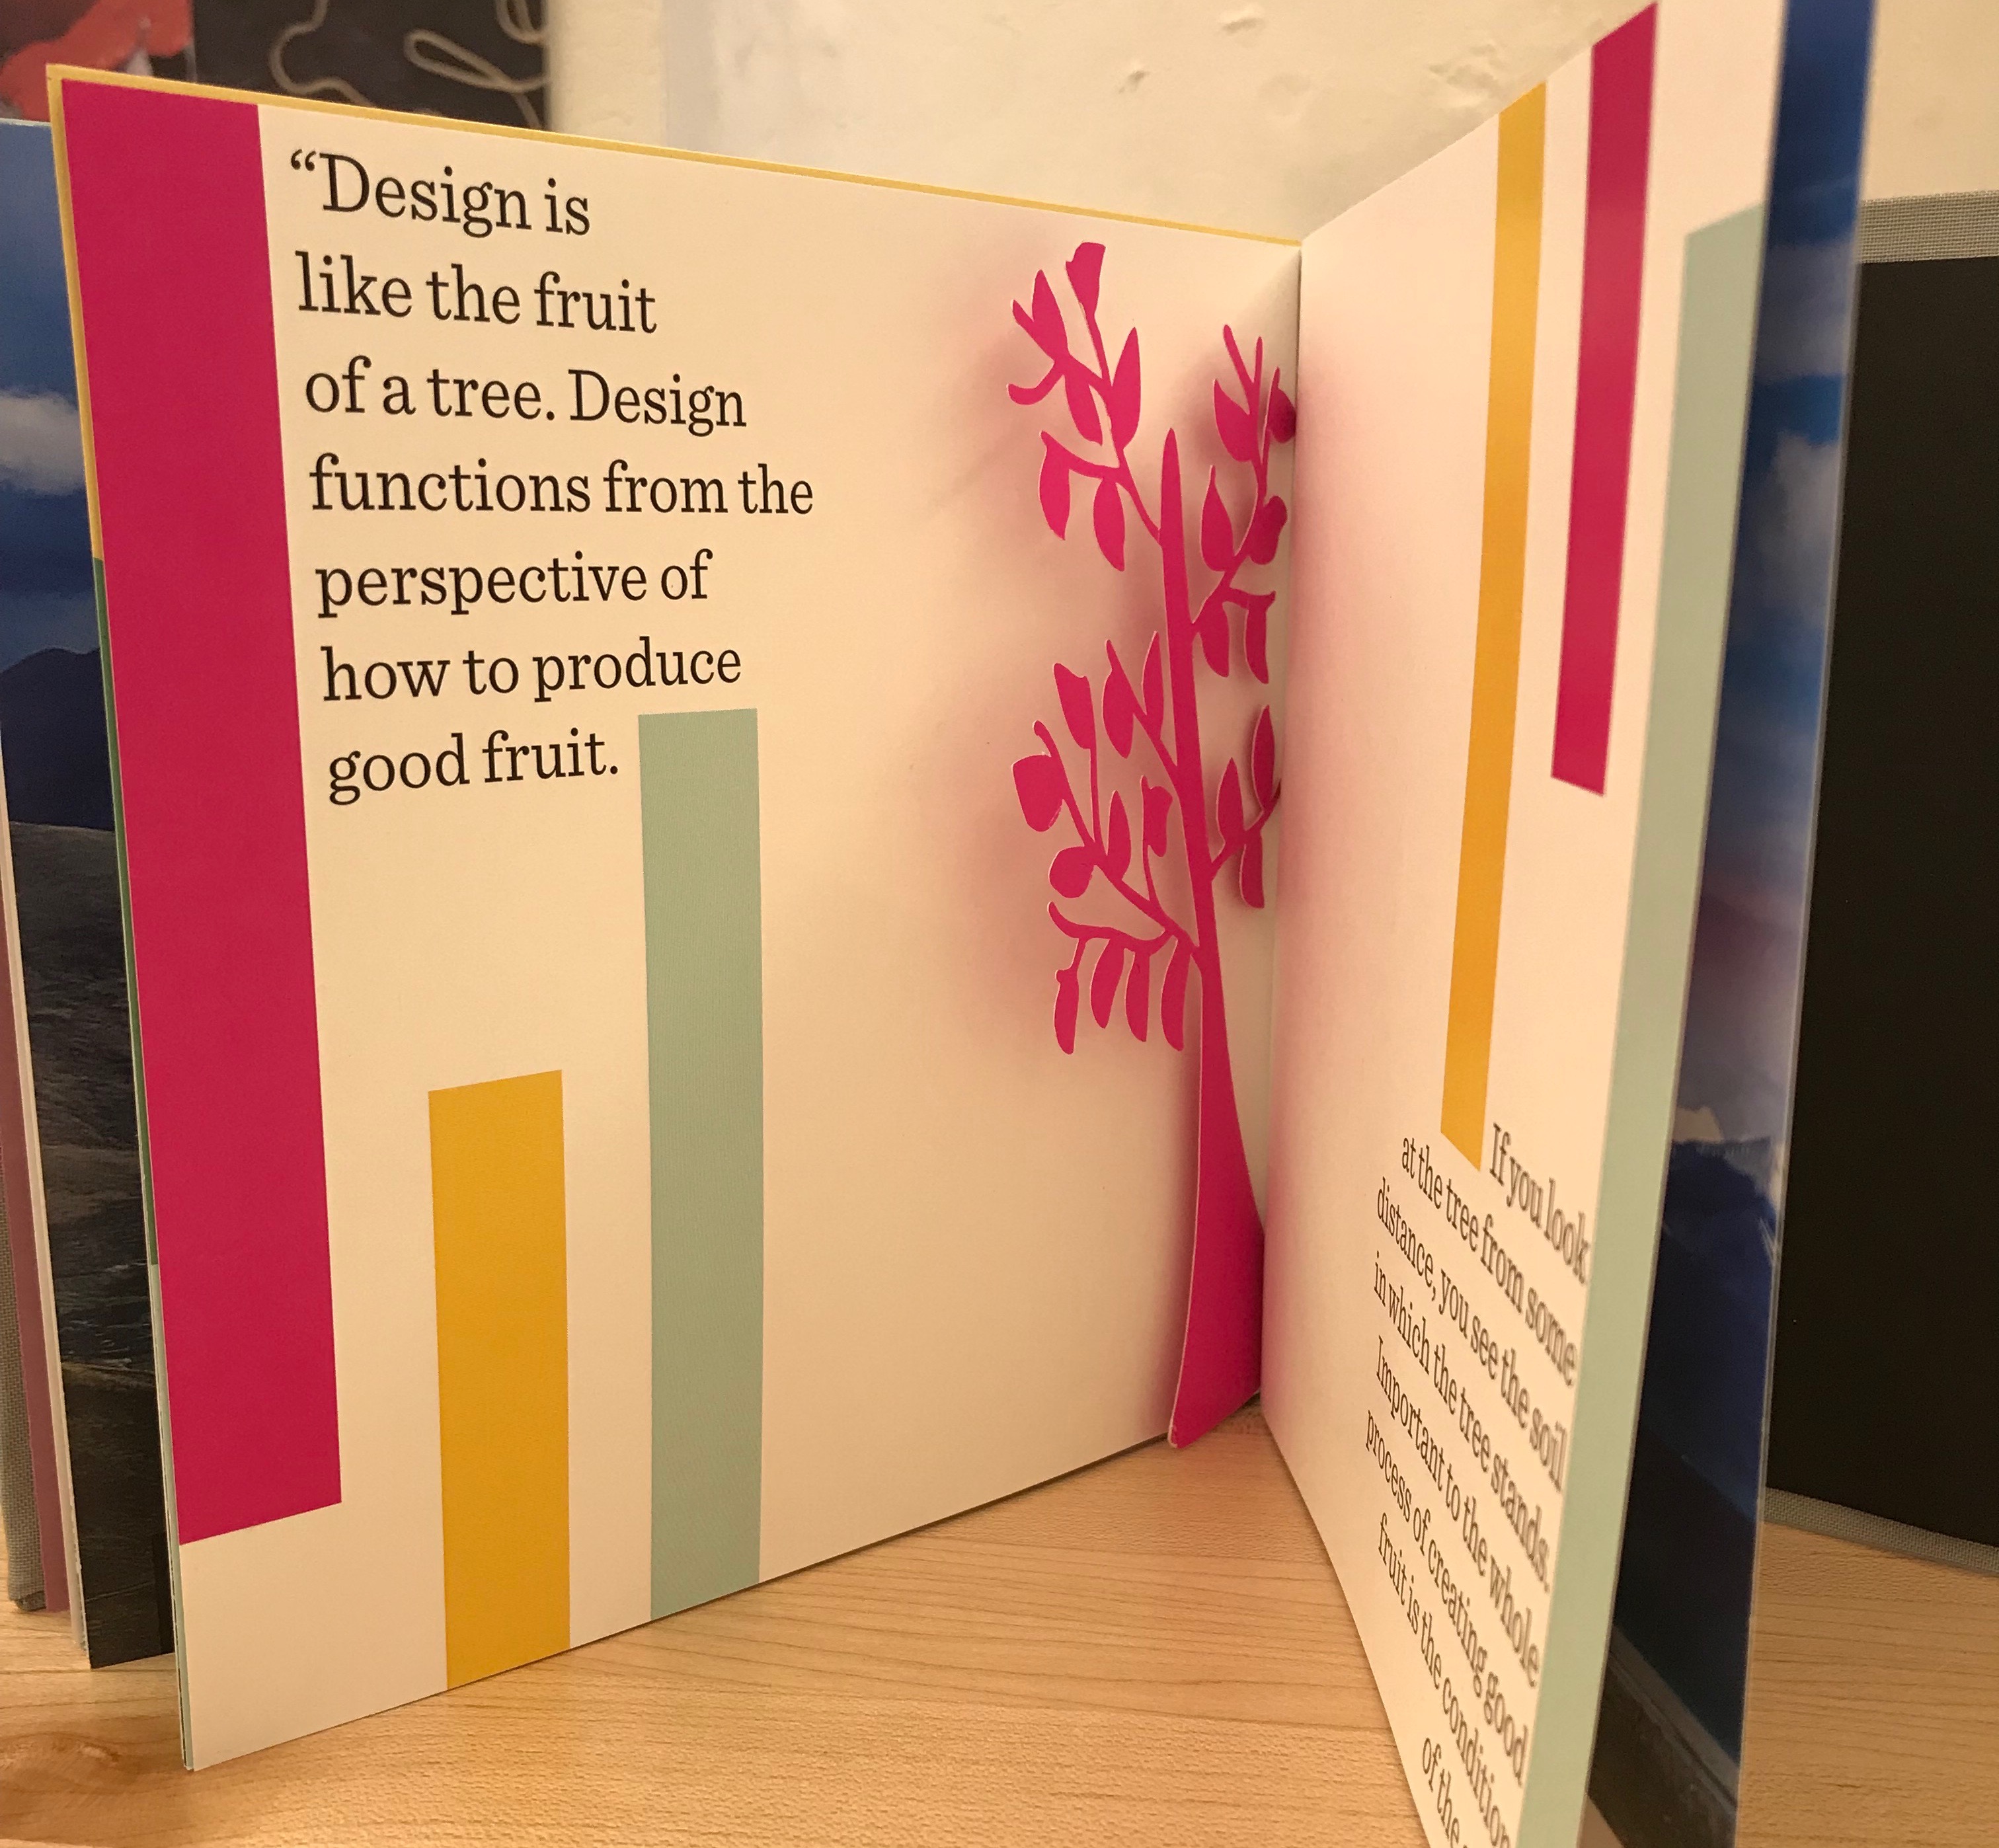 “Design is
like the fruit
of a tree. Design
functions from the
perspective of
how to produce
good fruit.
If you look
at the tree from some
distance, you see the soil
in which the tree stands.
Important to the whole
process of creating good
fruit is the condition
of the